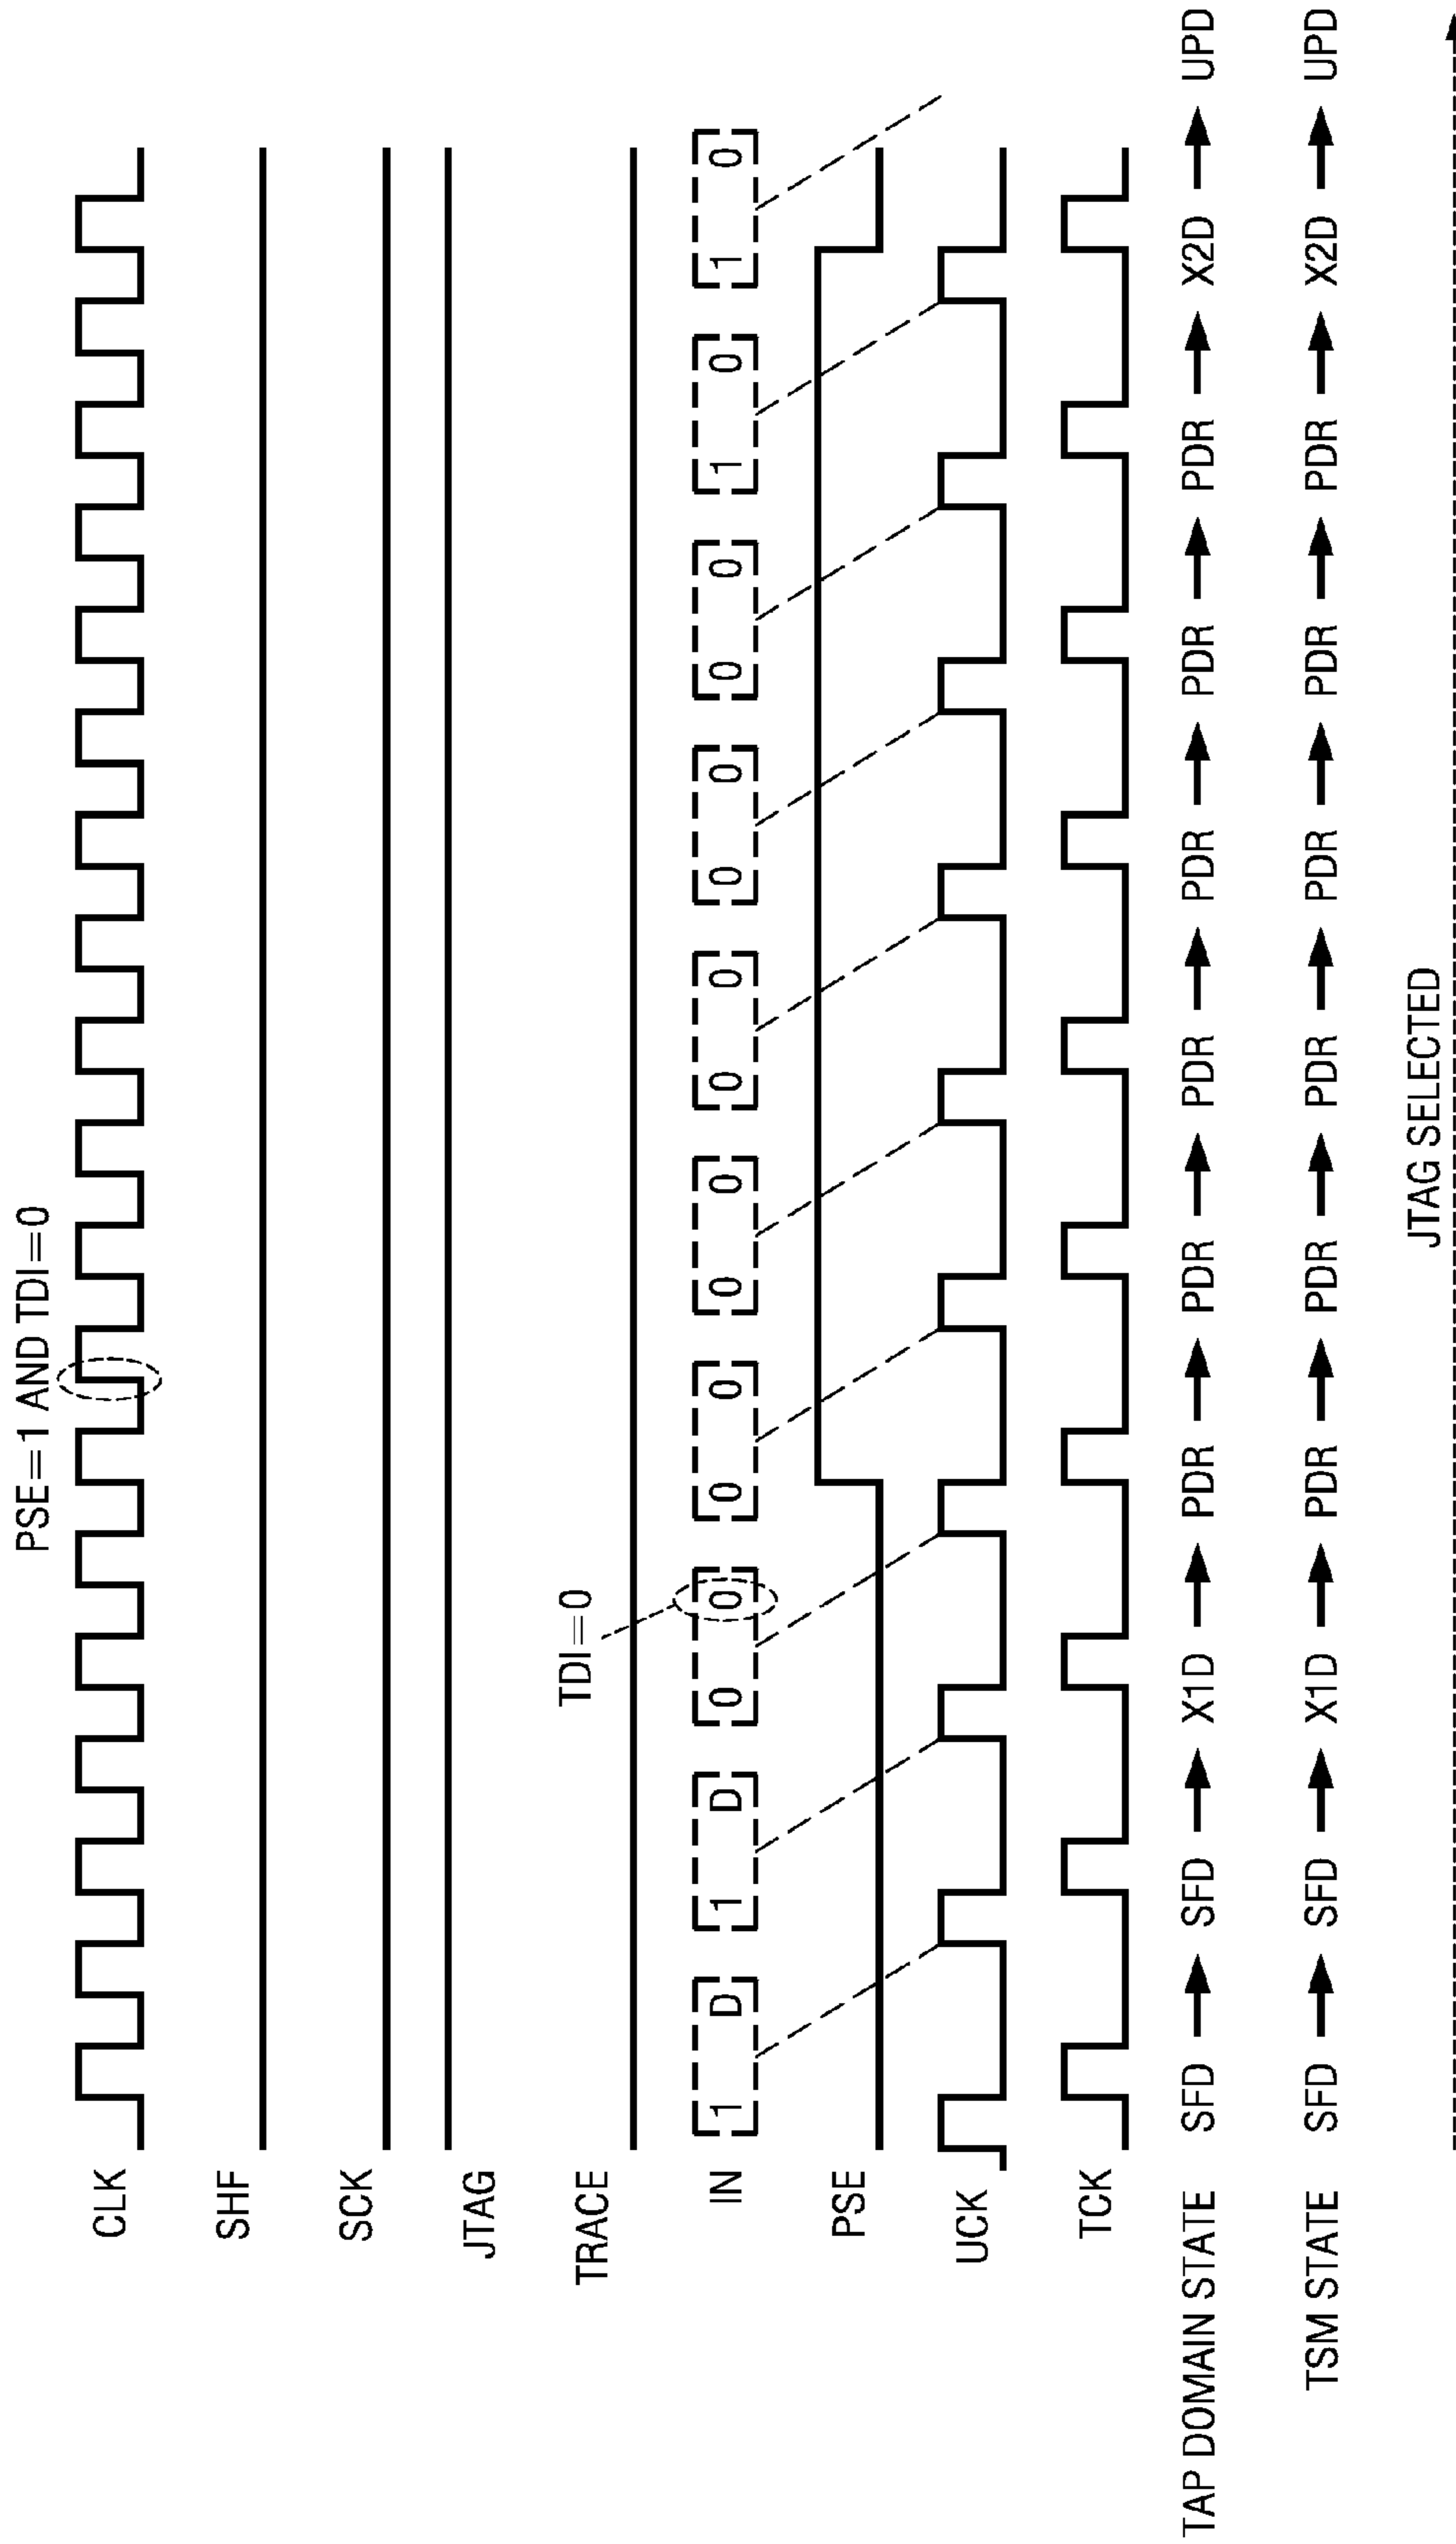 PSE=1 AND TDI=0
CLK
SHF
SCK
JTAG
TDI=0
TRACE
IN 1 D 1 D 0 0 0 0 0 0 0 0 0 0 0 0 1 0 1 0
PSE
UCK
TCK
TAP DOMAIN STATE SFD SFD X1D PDR PDR PDR PDR PDR PDR X2D UPD
TSM STATE SFD SFD X1D PDR PDR PDR PDR PDR PDR X2D UPD
JTAG SELECTED